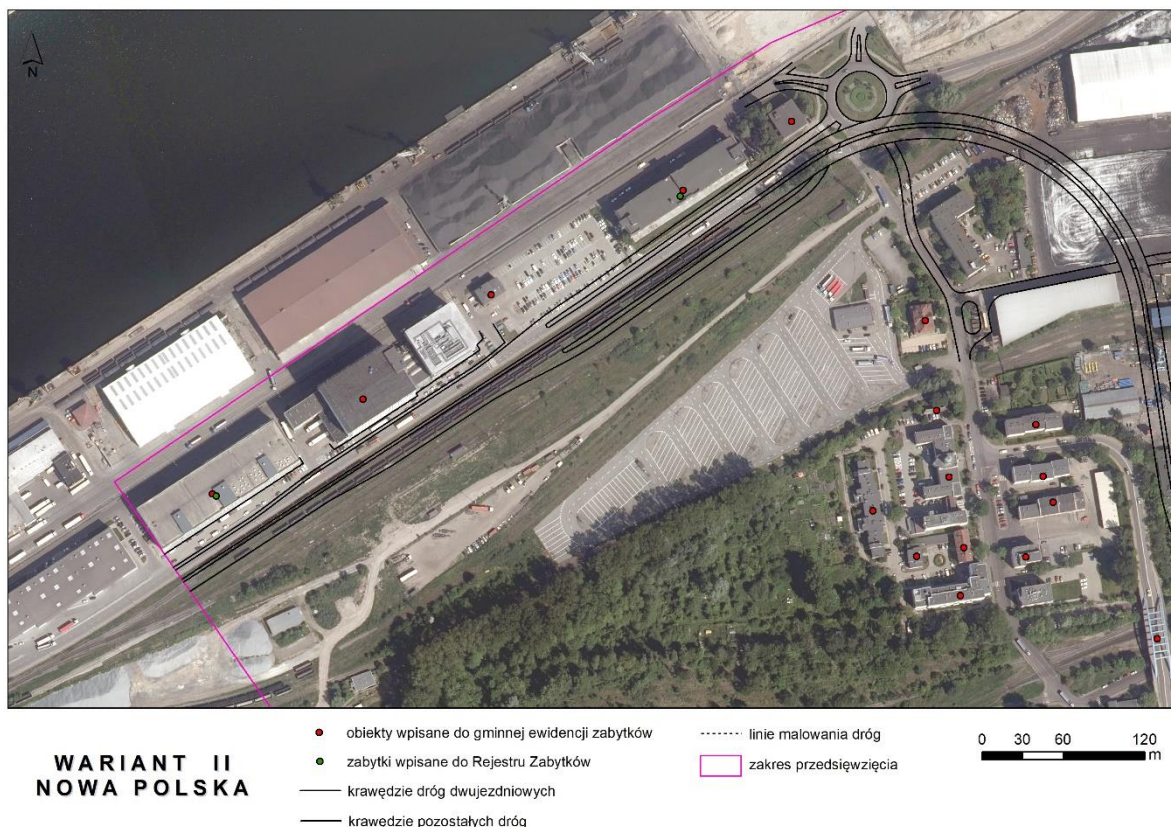 N
WARIANT II
NOWA POLSKA
obiekty wpisane do gminnej ewidencji zabytków
zabytki wpisane do Rejestru Zabytków
krawędzie dróg dwujezdniowych
krawędzie pozostałych dróg
linie malowania dróg
zakres przedsięwzięcia
0 30 60 120
m